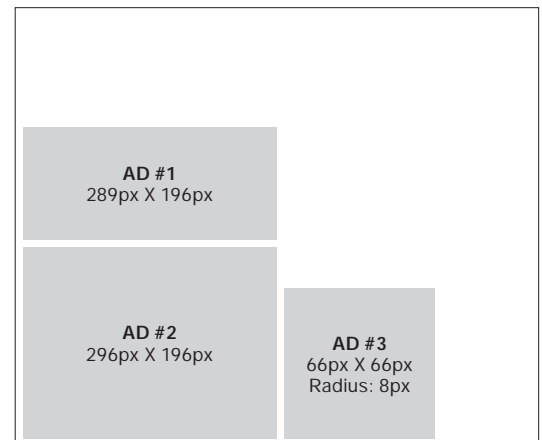 AD #1
289px X 196px
AD #2
296px X 196px
AD #3
66px X 66px
Radius: 8px